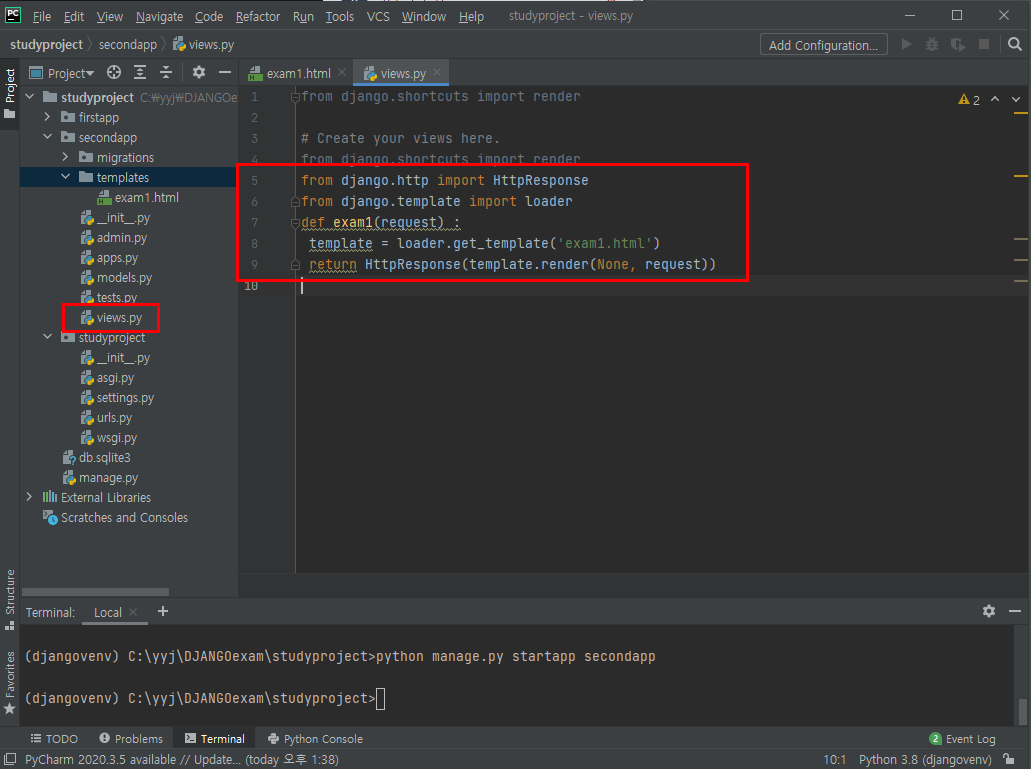 PC File Edit View Navigate Code Refactor Run Tools VCS Window Help studyproject - views.py
studyproject secondapp views.py Add Configuration...
Project
Project
exam1.html views.py
studyproject C:₩yyj₩DJANGOe
firstapp
secondapp
migrations
templates
exam1.html
__init__.py
admin.py
apps.py
models.py
tests.py
views.py
studyproject
__init__.py
asgi.py
settings.py
urls.py
wsgi.py
db.sqlite3
manage.py
External Libraries
Scratches and Consoles
1 from django.shortcuts import render
2
3 # Create your views here.
4 from django.shortcuts import render
5 from django.http import HttpResponse
6 from django.template import loader
7 def exam1(request) :
8 template = loader.get_template('exam1.html')
9 return HttpResponse(template.render(None, request))
10
2
Structure
Favorites
Terminal: Local
(djangovenv) C:\yyj\DJANGOexam\studyproject>python manage.py startapp secondapp
(djangovenv) C:\yyj\DJANGOexam\studyproject>
TODO Problems Terminal Python Console 2 Event Log
PyCharm 2020.3.5 available // Update... (today 오후 1:38) 10:1 Python 3.8 (djangovenv)